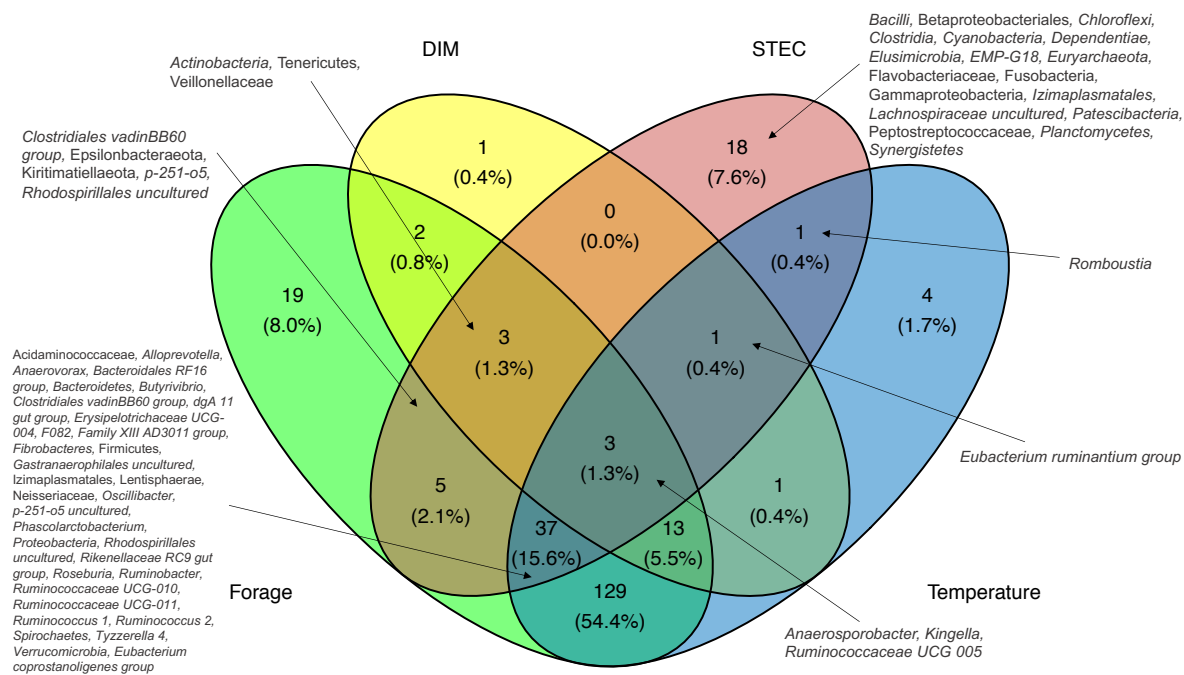 Bacilli, Betaproteobacteriales, Chloroflexi,
Clostridia, Cyanobacteria, Dependentiae,
Elusimicrobia, EMP-G18, Euryarchaeota,
Flavobacteriaceae, Fusobacteria,
Gammaproteobacteria, Izimaplasmatales,
Lachnospiraceae uncultured, Patescibacteria,
Peptostreptococcaceae, Planctomycetes,
Synergistetes
DIM
STEC
Actinobacteria, Tenericutes,
Veillonellaceae
Clostridiales vadinBB60
group, Epsilonbacteraeota,
Kiritimatiellaeota, p-251-o5,
Rhodospirillales uncultured
1
(0.4%)
18
(7.6%)
0
(0.0%)
2
(0.8%)
1
(0.4%)
Romboustia
19
(8.0%)
4
(1.7%)
3
(1.3%)
1
(0.4%)
Acidaminococcaceae, Alloprevotella,
Anaerovorax, Bacteroidales RF16
group, Bacteroidetes, Butyrivibrio,
Clostridiales vadinBB60 group, dgA 11
gut group, Erysipelotrichaceae UCG-
004, F082, Family XIII AD3011 group,
Fibrobacteres, Firmicutes,
Gastranaerophilales uncultured,
Izimaplasmatales, Lentisphaerae,
Neisseriaceae, Oscillibacter,
p-251-o5 uncultured,
Phascolarctobacterium,
Proteobacteria, Rhodospirillales
uncultured, Rikenellaceae RC9 gut
group, Roseburia, Ruminobacter,
Ruminococcaceae UCG-010,
Ruminococcaceae UCG-011,
Ruminococcus 1, Ruminococcus 2,
Spirochaetes, Tyzzerella 4,
Verrucomicrobia, Eubacterium
coprostanoligenes group
3
(1.3%)
Eubacterium ruminantium group
5
(2.1%)
1
(0.4%)
37
(15.6%)
13
(5.5%)
Forage
129
(54.4%)
Temperature
Anaerosporobacter, Kingella,
Ruminococcaceae UCG 005